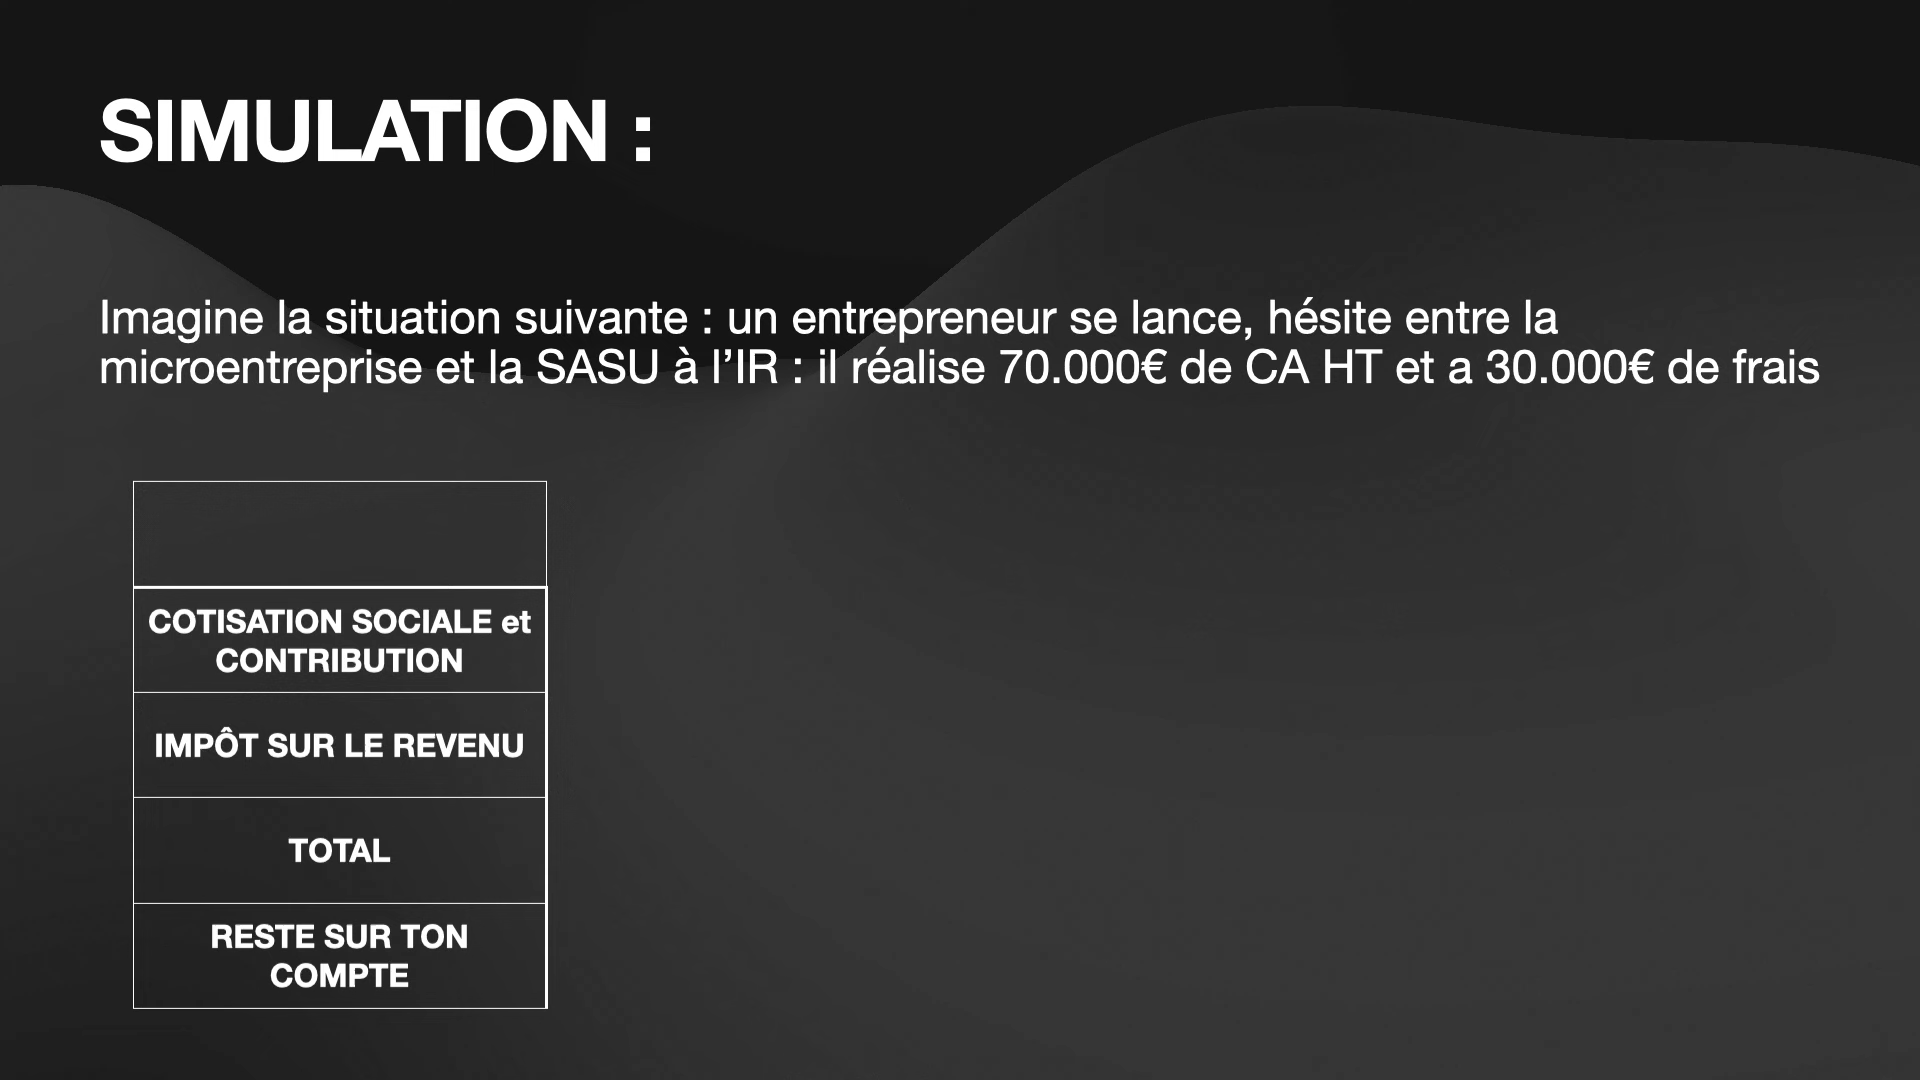 SIMULATION :
Imagine la situation suivante : un entrepreneur se lance, hésite entre la
microentreprise et la SASU à l’IR : il réalise 70.000€ de CA HT et a 30.000€ de frais
COTISATION SOCIALE et
CONTRIBUTION
IMPÔT SUR LE REVENU
TOTAL
RESTE SUR TON
COMPTE